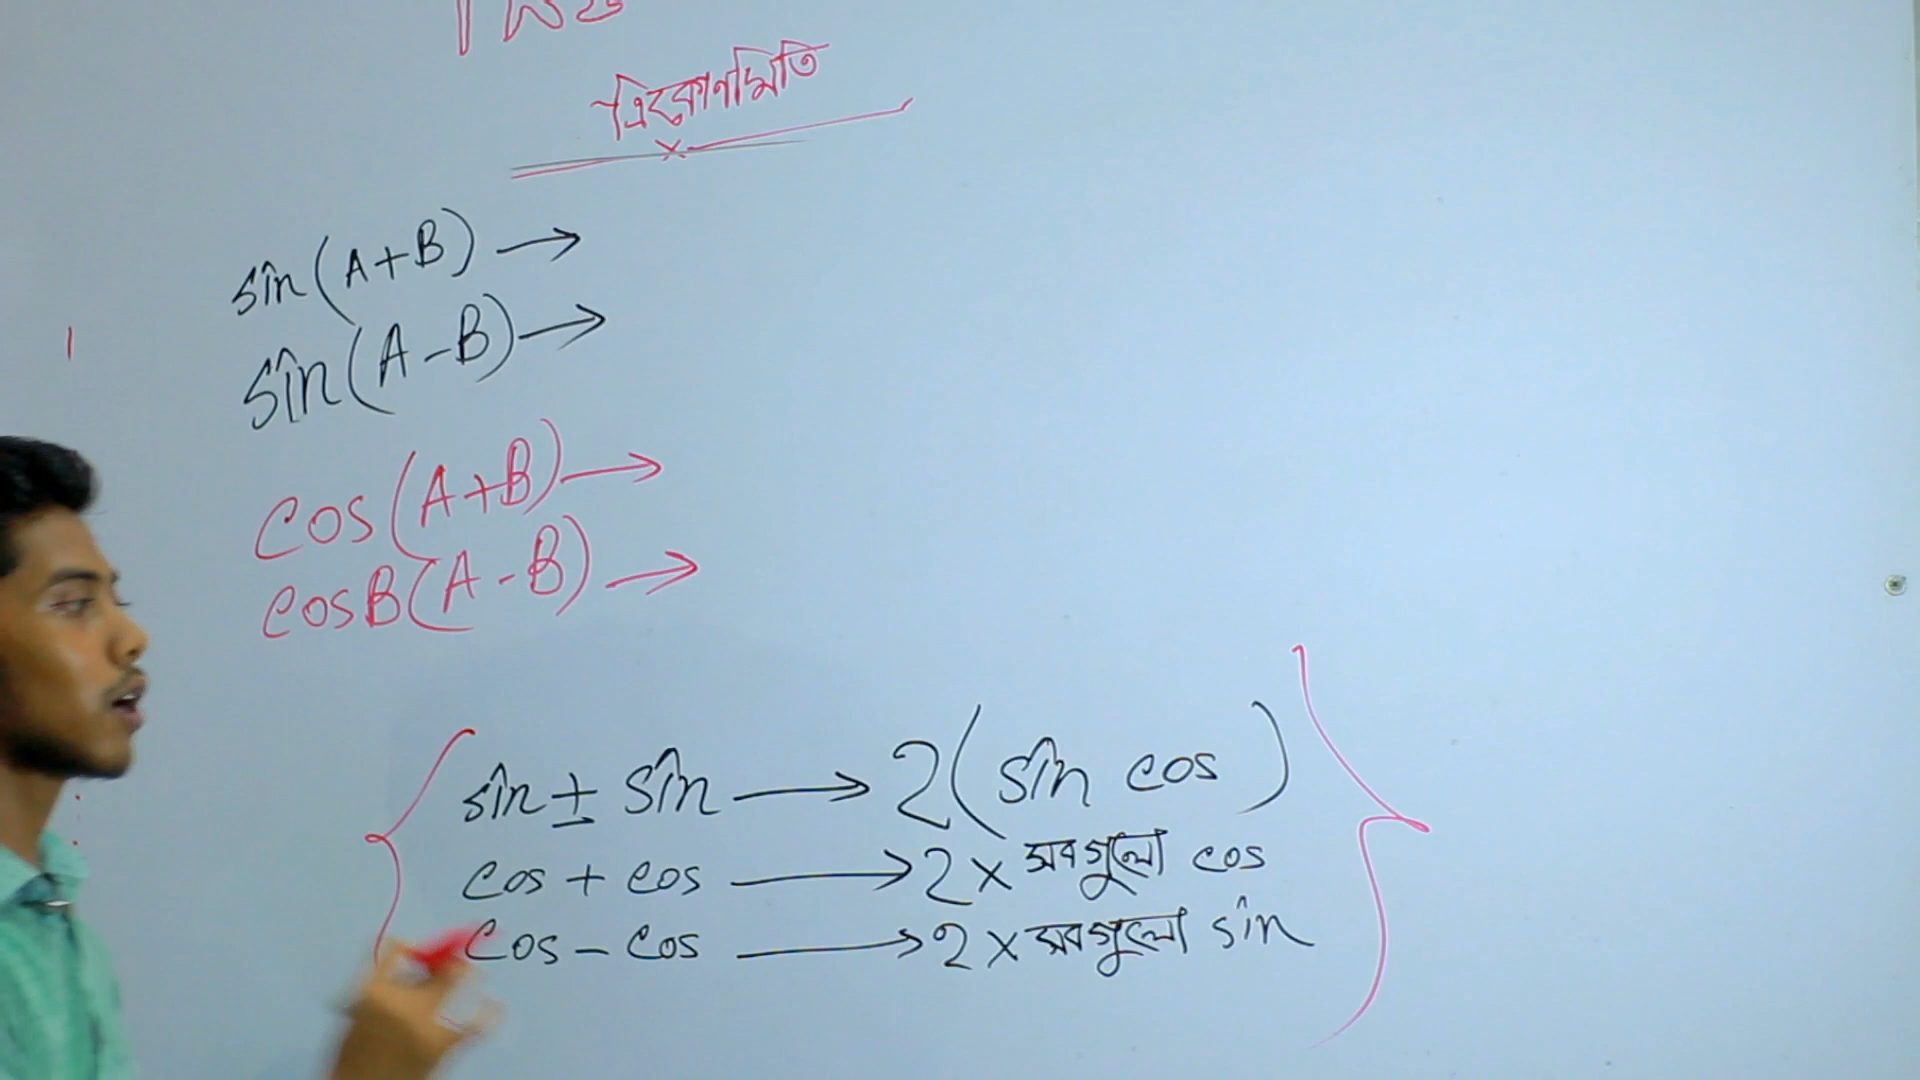 ত্রিকোণমিতি
sin(A+B) →
sin(A-B) →
cos(A+B) →
cosB(A-B) →
sin ± sin → 2(sin cos)
cos + cos → 2 x সবগুলো cos
cos - cos → 2 x সবগুলো sin